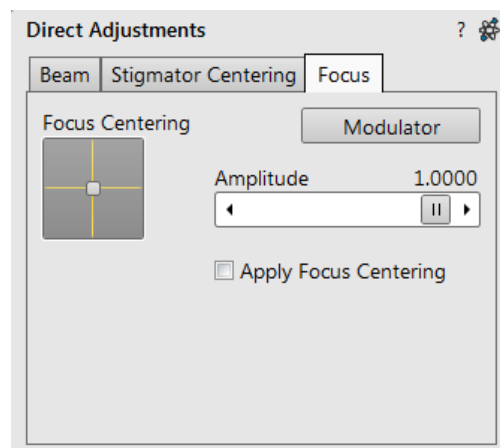 Direct Adjustments ?
Beam Stigmator Centering Focus
Focus Centering Modulator
Amplitude 1.0000
Apply Focus Centering